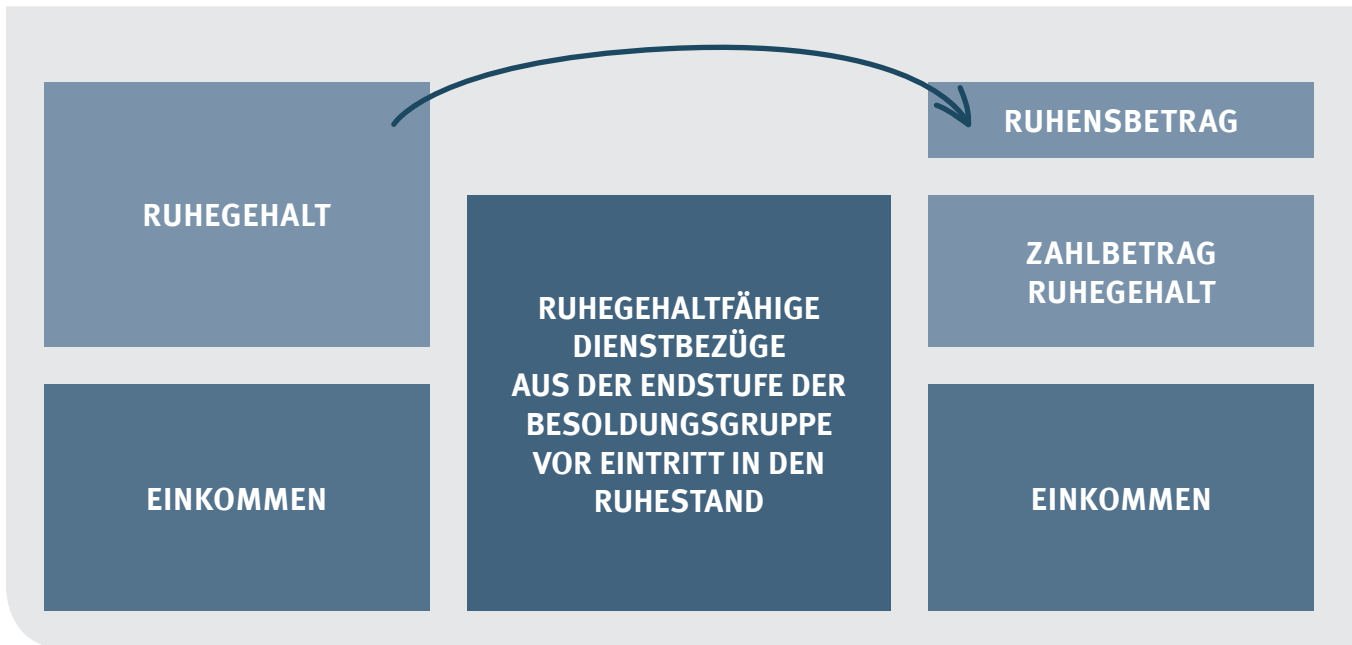 RUHEGEHALT
EINKOMMEN
RUHEGEHALTFÄHIGE
DIENSTBEZÜGE
AUS DER ENDSTUFE DER
BESOLDUNGSGRUPPE
VOR EINTRITT IN DEN
RUHESTAND
RUHENSBETRAG
ZAHLBETRAG
RUHEGEHALT
EINKOMMEN